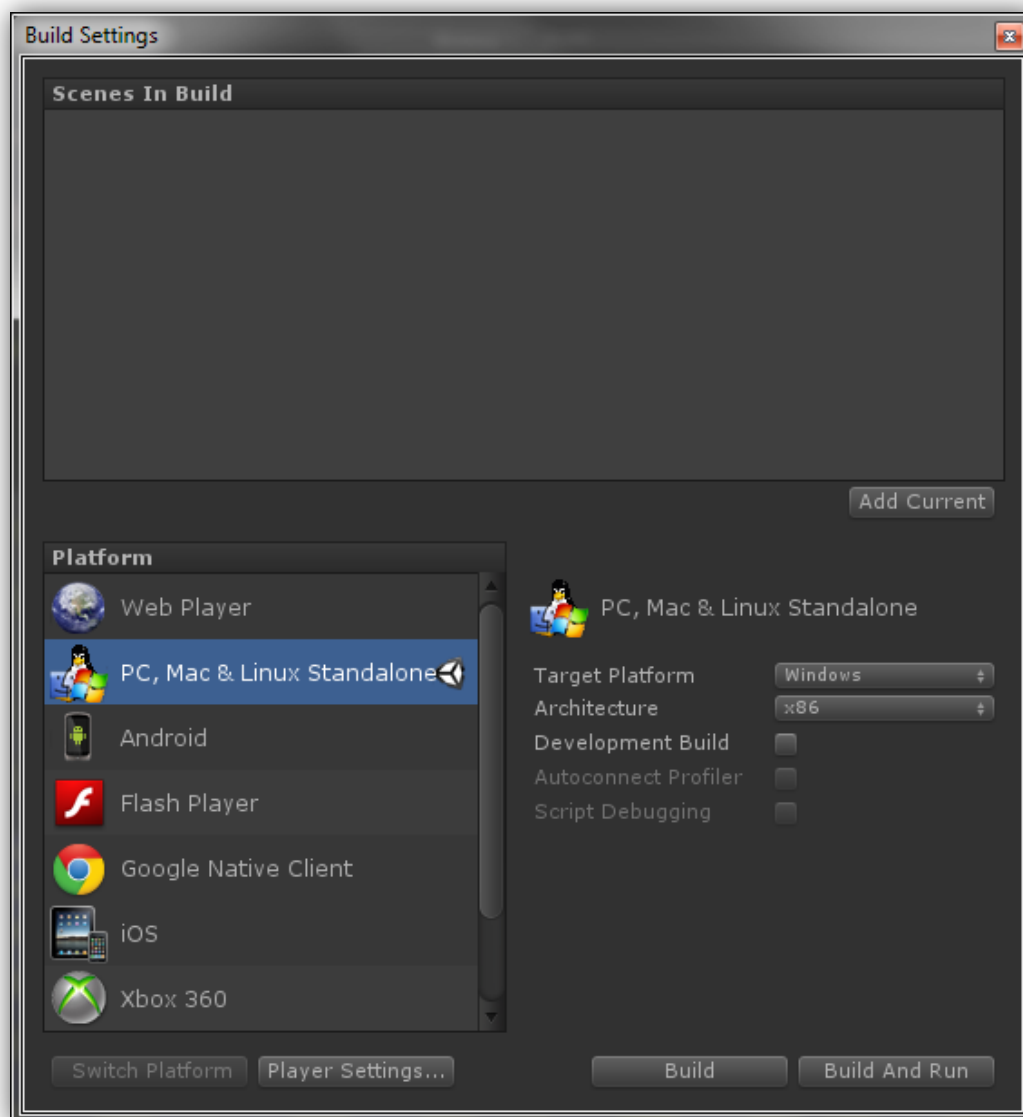 Build Settings
Scenes In Build
Add Current
Platform
Web Player
PC, Mac & Linux Standalone
Android
Flash Player
Google Native Client
iOS
Xbox 360
PC, Mac & Linux Standalone
Target Platform Windows
Architecture x86
Development Build
Autoconnect Profiler
Script Debugging
Switch Platform Player Settings... Build Build And Run